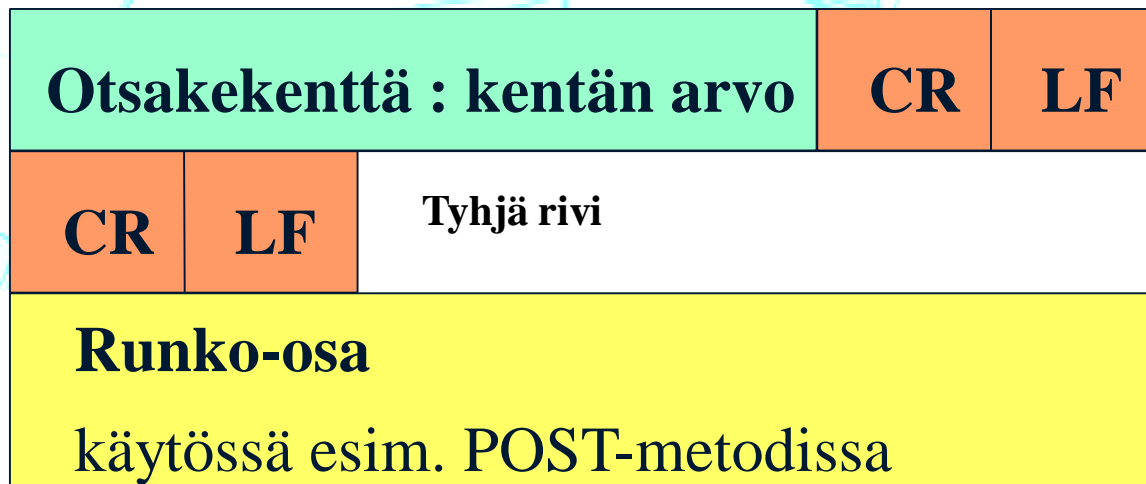 Otsakekenttä : kentän arvo CR LF
CR LF Tyhjä rivi
Runko-osa
käytössä esim. POST-metodissa